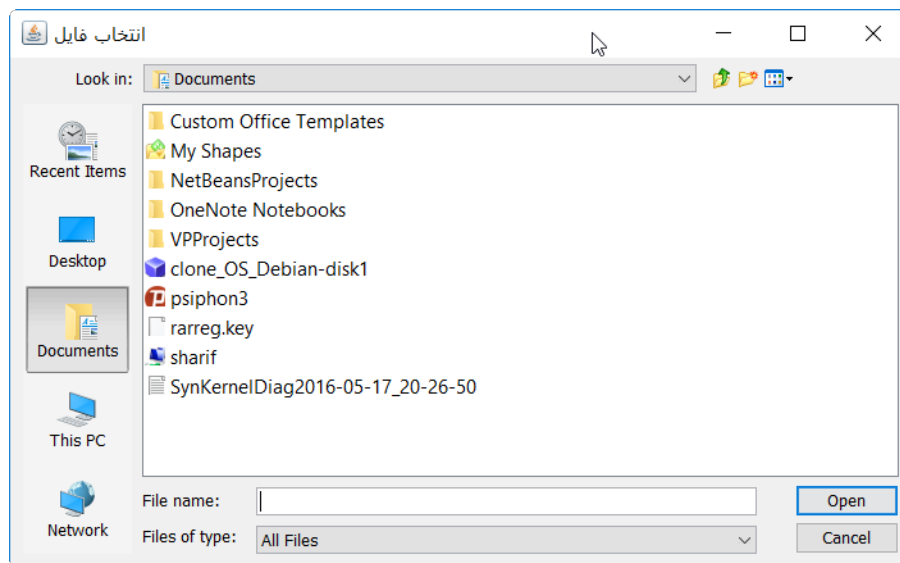 انتخاب فایل
Look in: Documents
Recent Items
Desktop
Documents
This PC
Network
Custom Office Templates
My Shapes
NetBeansProjects
OneNote Notebooks
VPProjects
clone_OS_Debian-disk1
psiphon3
rarreg.key
sharif
SynKernelDiag2016-05-17_20-26-50
File name:
Open
Files of type: All Files
Cancel